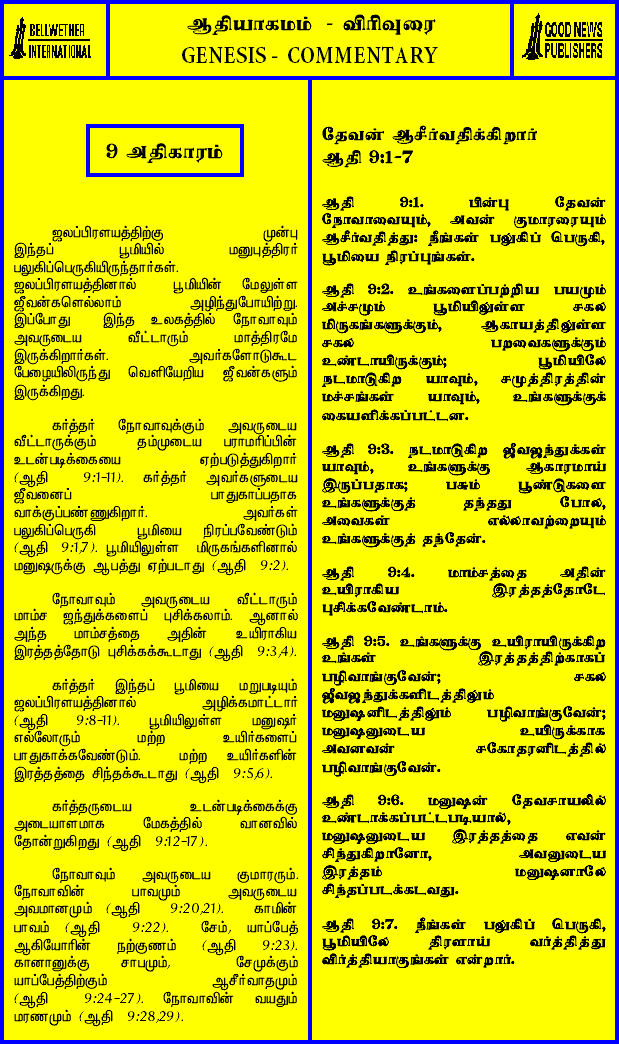 BELLWETHER
INTERNATIONAL
ஆதியாகமம் - விரிவுரை
GENESIS - COMMENTARY
GOOD NEWS
PUBLISHERS
9 அதிகாரம்
ஜலப்பிரளயத்திற்கு முன்பு
இந்தப் பூமியில் மனுபுத்திரர்
பலுகிப்பெருகியிருந்தார்கள்.
ஜலப்பிரளயத்தினால் பூமியின் மேலுள்ள
ஜீவன்களெல்லாம் அழிந்துபோயிற்று.
இப்போது இந்த உலகத்தில் நோவாவும்
அவருடைய வீட்டாரும் மாத்திரமே
இருக்கிறார்கள். அவர்களோடுகூட
பேழையிலிருந்து வெளியேறிய ஜீவன்களும்
இருக்கிறது.
கர்த்தர் நோவாவுக்கும் அவருடைய
வீட்டாருக்கும் தம்முடைய பராமரிப்பின்
உடன்படிக்கையை ஏற்படுத்துகிறார்
(ஆதி 9:1-11). கர்த்தர் அவர்களுடைய
ஜீவனைப் பாதுகாப்பதாக
வாக்குப்பண்ணுகிறார். அவர்கள்
பலுகிப்பெருகி பூமியை நிரப்பவேண்டும்
(ஆதி 9:1,7). பூமியிலுள்ள மிருகங்களினால்
மனுஷருக்கு ஆபத்து ஏற்படாது (ஆதி 9:2).
நோவாவும் அவருடைய வீட்டாரும்
மாம்ச ஜந்துக்களைப் புசிக்கலாம். ஆனால்
அந்த மாம்சத்தை அதின் உயிராகிய
இரத்தத்தோடு புசிக்கக்கூடாது (ஆதி 9:3,4).
கர்த்தர் இந்தப் பூமியை மறுபடியும்
ஜலப்பிரளயத்தினால் அழிக்கமாட்டார்
(ஆதி 9:8-11). பூமியிலுள்ள மனுஷர்
எல்லோரும் மற்ற உயிர்களைப்
பாதுகாக்கவேண்டும். மற்ற உயிர்களின்
இரத்தத்தை சிந்தக்கூடாது (ஆதி 9:5,6).
கர்த்தருடைய உடன்படிக்கைக்கு
அடையாளமாக மேகத்தில் வானவில்
தோன்றுகிறது (ஆதி 9:12-17).
நோவாவும் அவருடைய குமாரரும்.
நோவாவின் பாவமும் அவருடைய
அவமானமும் (ஆதி 9:20,21). காமின்
பாவம் (ஆதி 9:22). சேம், யாப்பேத்
ஆகியோரின் நற்குணம் (ஆதி 9:23).
கானானுக்கு சாபமும், சேமுக்கும்
யாப்பேத்திற்கும் ஆசீர்வாதமும்
(ஆதி 9:24-27). நோவாவின் வயதும்
மரணமும் (ஆதி 9:28,29).
தேவன் ஆசீர்வதிக்கிறார்
ஆதி 9:1-7
ஆதி 9:1. பின்பு தேவன்
நோவாவையும், அவன் குமாரரையும்
ஆசீர்வதித்து: நீங்கள் பலுகிப் பெருகி,
பூமியை நிரப்புங்கள்.
ஆதி 9:2. உங்களைப்பற்றிய பயமும்
அச்சமும் பூமியிலுள்ள சகல
மிருகங்களுக்கும், ஆகாயத்திலுள்ள
சகல பறவைகளுக்கும்
உண்டாயிருக்கும்; பூமியிலே
நடமாடுகிற யாவும், சமுத்திரத்தின்
மச்சங்கள் யாவும், உங்களுக்குக்
கையளிக்கப்பட்டன.
ஆதி 9:3. நடமாடுகிற ஜீவஜந்துக்கள்
யாவும், உங்களுக்கு ஆகாரமாய்
இருப்பதாக; பசும் பூண்டுகளை
உங்களுக்குத் தந்தது போல,
அவைகள் எல்லாவற்றையும்
உங்களுக்குத் தந்தேன்.
ஆதி 9:4. மாம்சத்தை அதின்
உயிராகிய இரத்தத்தோடே
புசிக்கவேண்டாம்.
ஆதி 9:5. உங்களுக்கு உயிராயிருக்கிற
உங்கள் இரத்தத்திற்காகப்
பழிவாங்குவேன்; சகல
ஜீவஜந்துக்களிடத்திலும்
மனுஷனிடத்திலும் பழிவாங்குவேன்;
மனுஷனுடைய உயிருக்காக
அவனவன் சகோதரனிடத்தில்
பழிவாங்குவேன்.
ஆதி 9:6. மனுஷன் தேவசாயலில்
உண்டாக்கப்பட்டபடியால்,
மனுஷனுடைய இரத்தத்தை எவன்
சிந்துகிறானோ, அவனுடைய
இரத்தம் மனுஷனாலே
சிந்தப்படக்கடவது.
ஆதி 9:7. நீங்கள் பலுகிப் பெருகி,
பூமியிலே திரளாய் வர்த்தித்து
விர்த்தியாகுங்கள் என்றார்.